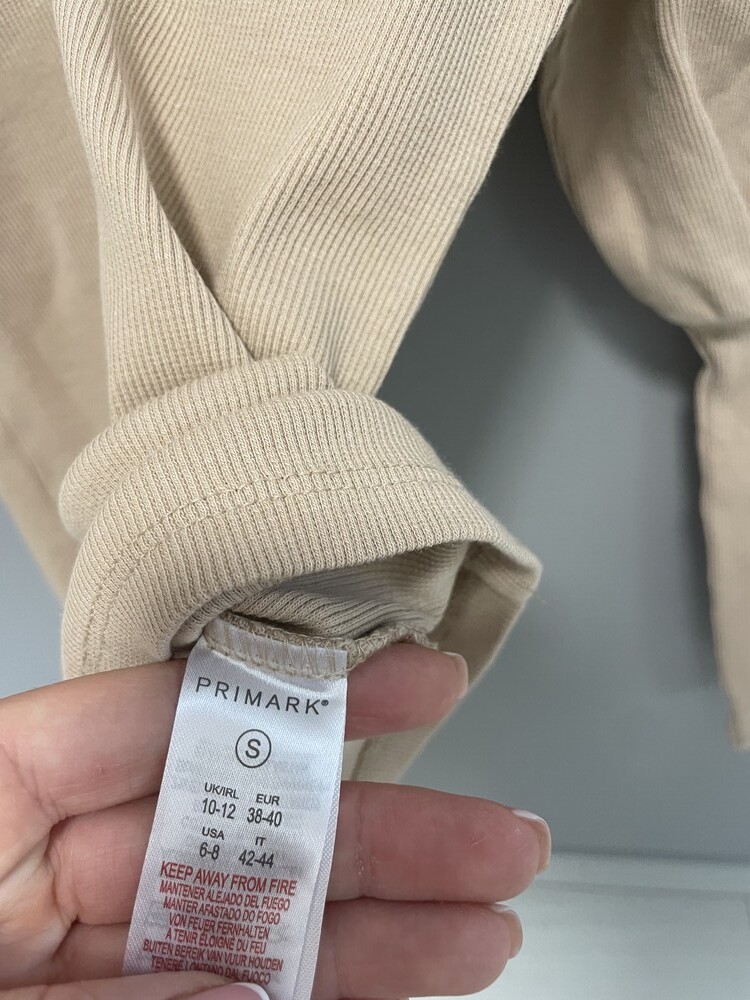 PRIMARK®
S
UK/IRL EUR
10-12 38-40
USA IT
6-8 42-44
KEEP AWAY FROM FIRE
MANTENER ALEJADO DEL FUEGO
MANTER AFASTADO DO FOGO
VON FEUER FERNHALTEN
A TENIR ÉLOIGNÉ DU FEU
BUITEN BEREIK VAN VUUR HOUDEN
TENERE LONTANO DAL FUOCO